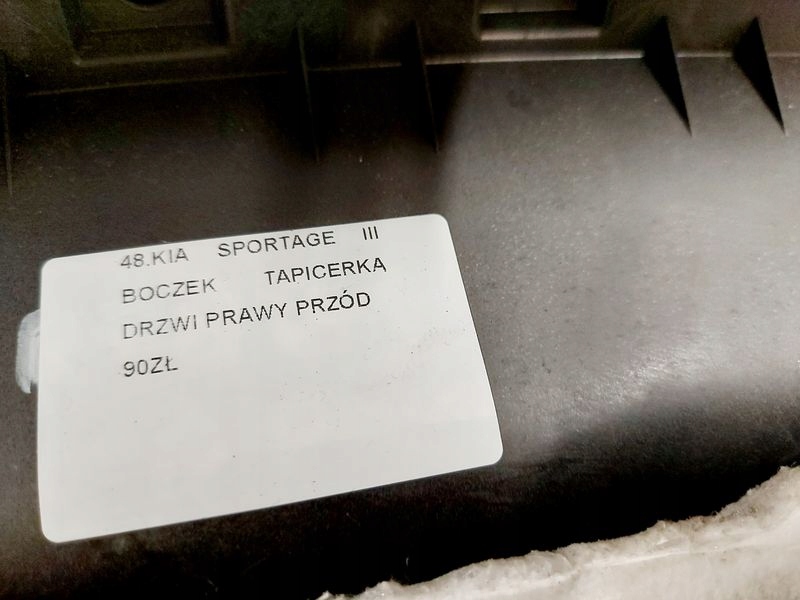 48.KIA SPORTAGE III
BOCZEK TAPICERKA
DRZWI PRAWY PRZÓD
90ZŁ